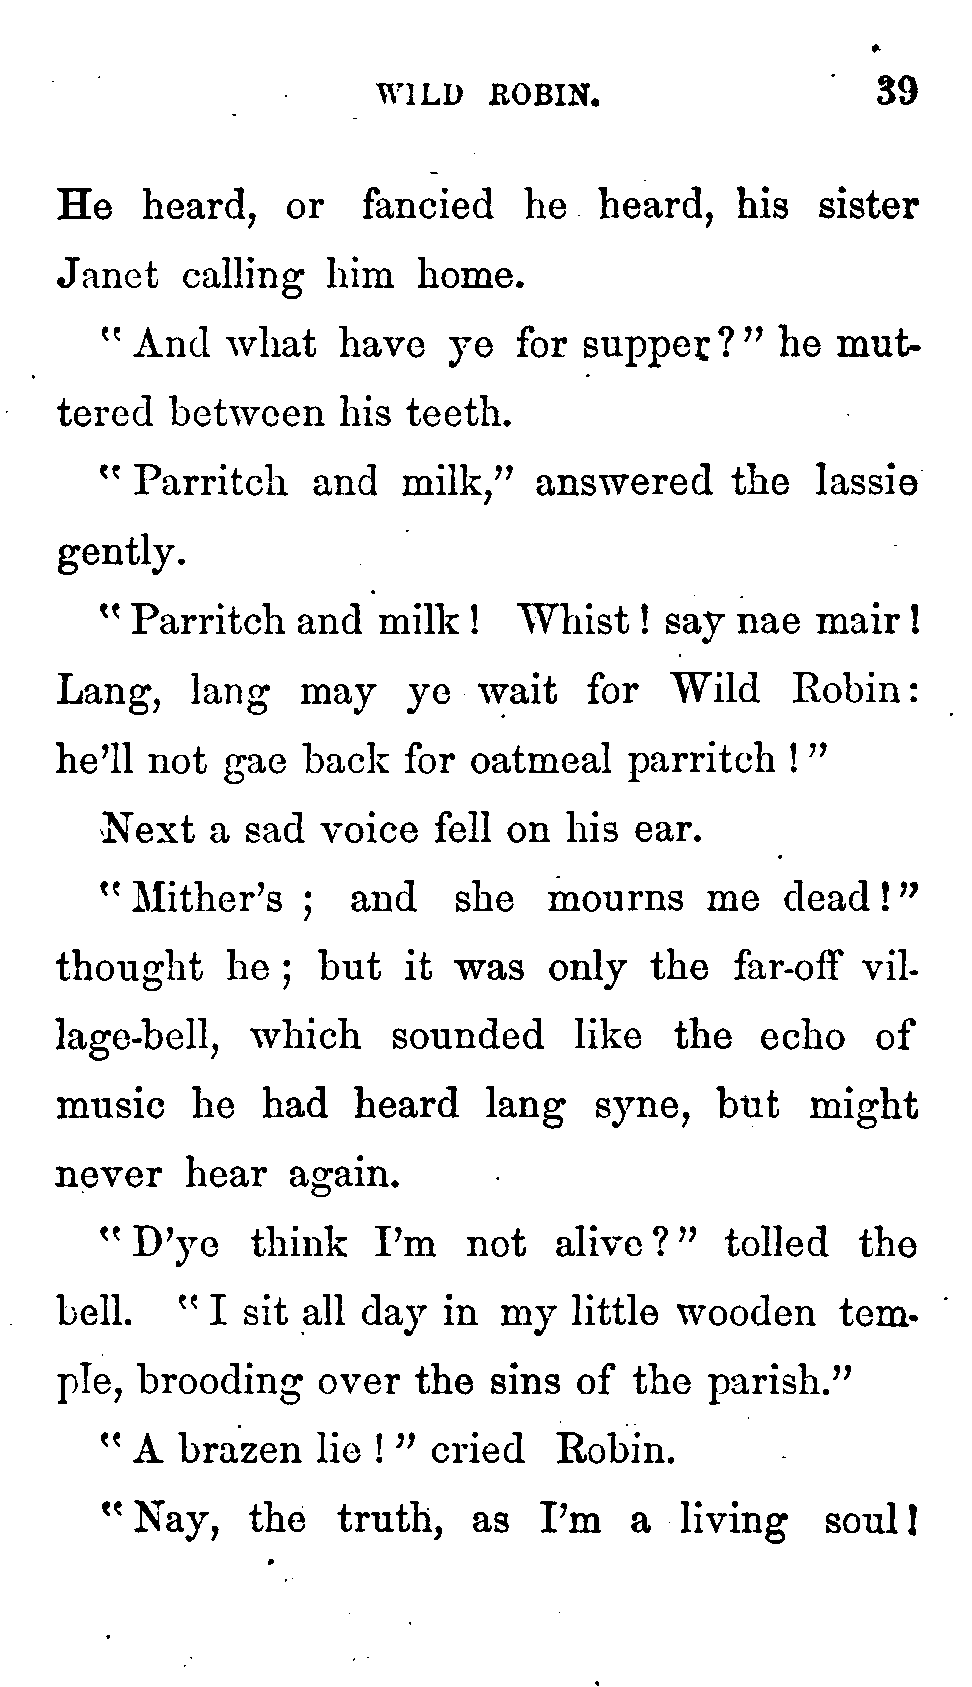 WILD ROBIN. 39
He heard, or fancied he heard, his sister
Janet calling him home.
"And what have ye for supper?" he mut-
tered between his teeth.
"Parritch and milk," answered the lassie
gently.
"Parritch and milk! Whist! say nae mair!
Lang, lang may ye wait for Wild Robin:
he'll not gae back for oatmeal parritch!"
Next a sad voice fell on his ear.
"Mither's; and she mourns me dead!"
thought he; but it was only the far-off vil-
lage-bell, which sounded like the echo of
music he had heard lang syne, but might
never hear again.
"D'ye think I'm not alive?" tolled the
bell. "I sit all day in my little wooden tem-
ple, brooding over the sins of the parish."
"A brazen lie!" cried Robin.
"Nay, the truth, as I'm a living soul!